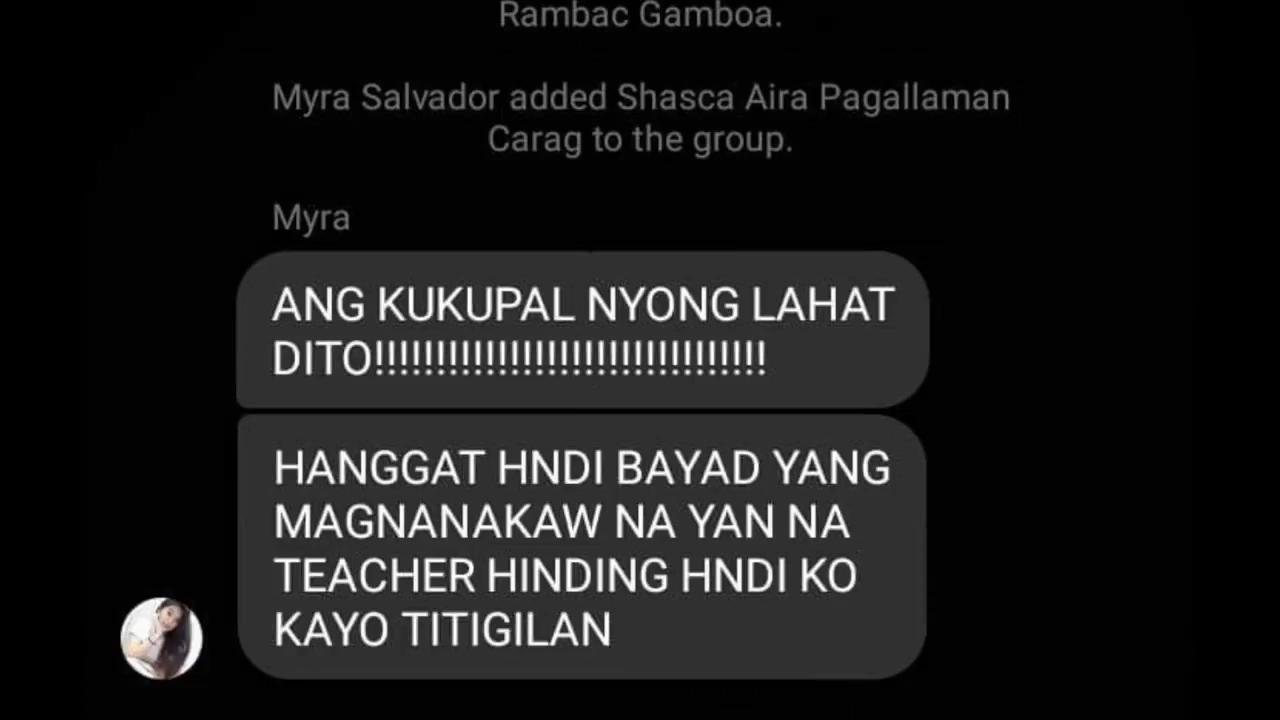 Rambac Gamboa.
Myra Salvador added Shasca Aira Pagallaman
Carag to the group.
Myra
ANG KUKUPAL NYONG LAHAT
DITO!!!!!!!!!!!!!!!!!!!!!!!!!!!!!!!!
HANGGAT HNDI BAYAD YANG
MAGNANAKAW NA YAN NA
TEACHER HINDING HNDI KO
KAYO TITIGILAN